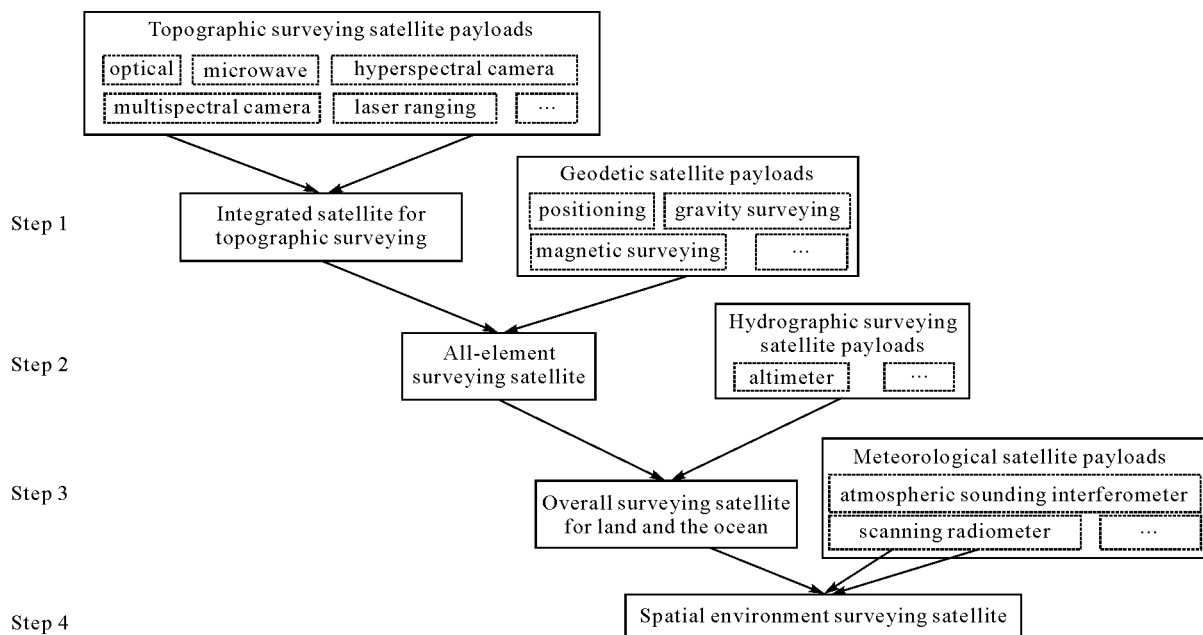 Topographic surveying satellite payloads
optical
microwave
hyperspectral camera
multispectral camera
laser ranging
...
Step 1
Integrated satellite for
topographic surveying
Geodetic satellite payloads
positioning
gravity surveying
magnetic surveying
...
Step 2
All-element
surveying satellite
Hydrographic surveying
satellite payloads
altimeter
...
Step 3
Overall surveying satellite
for land and the ocean
Meteorological satellite payloads
atmospheric sounding interferometer
scanning radiometer
...
Step 4
Spatial environment surveying satellite